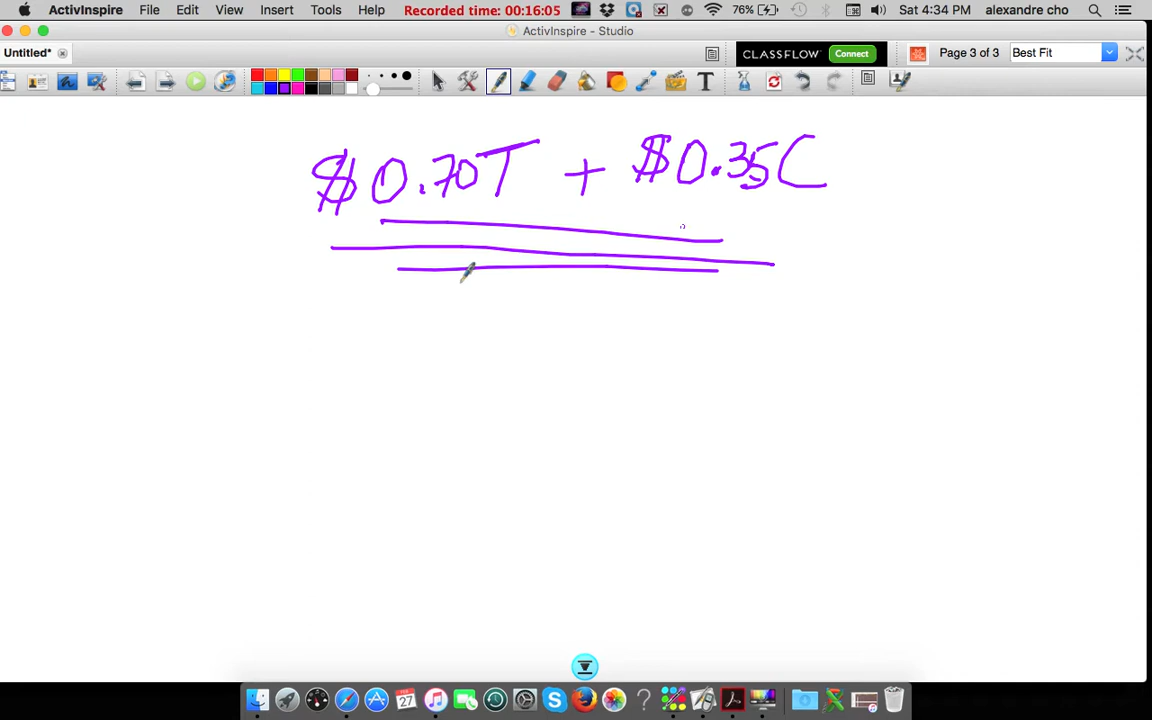 ActivInspire File Edit View Insert Tools Help Recorded time: 00:16:05 76% Sat 4:34 PM alexandre cho
ActivInspire - Studio
Untitled*
CLASSFLOW Connect Page 3 of 3 Best Fit
T
$0.70T + $0.35C
27